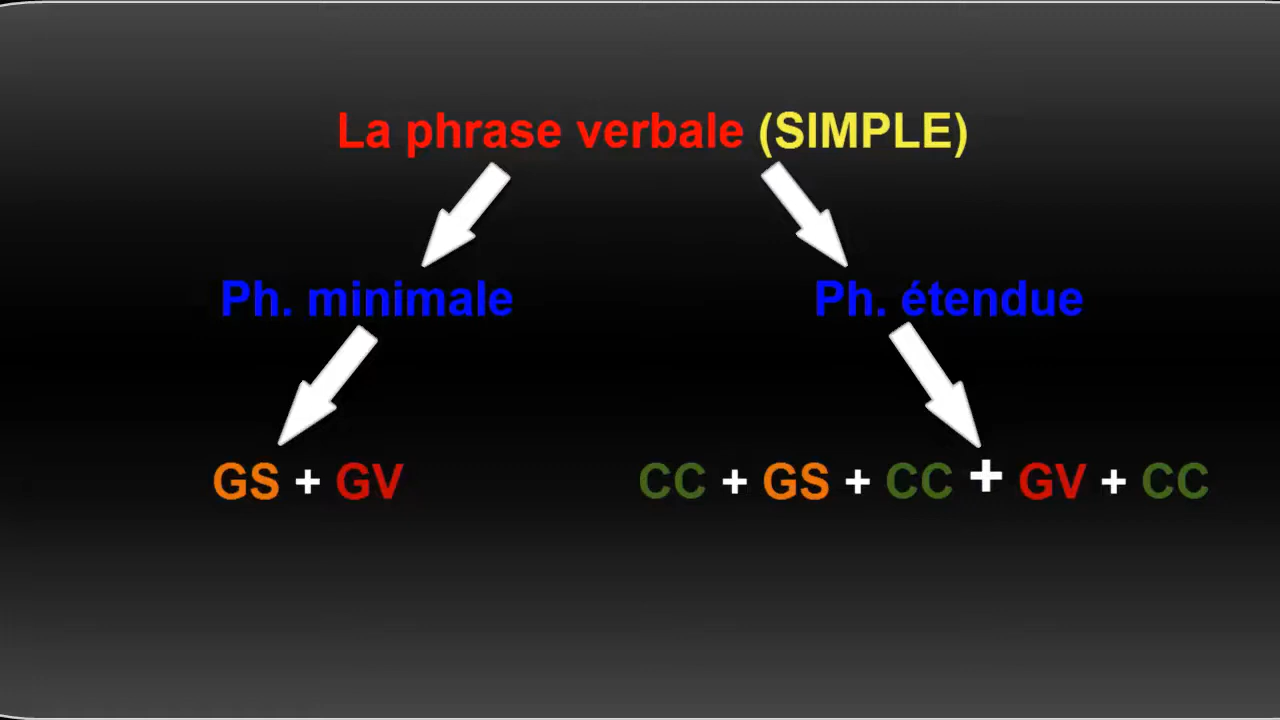 La phrase verbale (SIMPLE)
Ph. minimale
Ph. étendue
GS + GV
CC + GS + CC + GV + CC